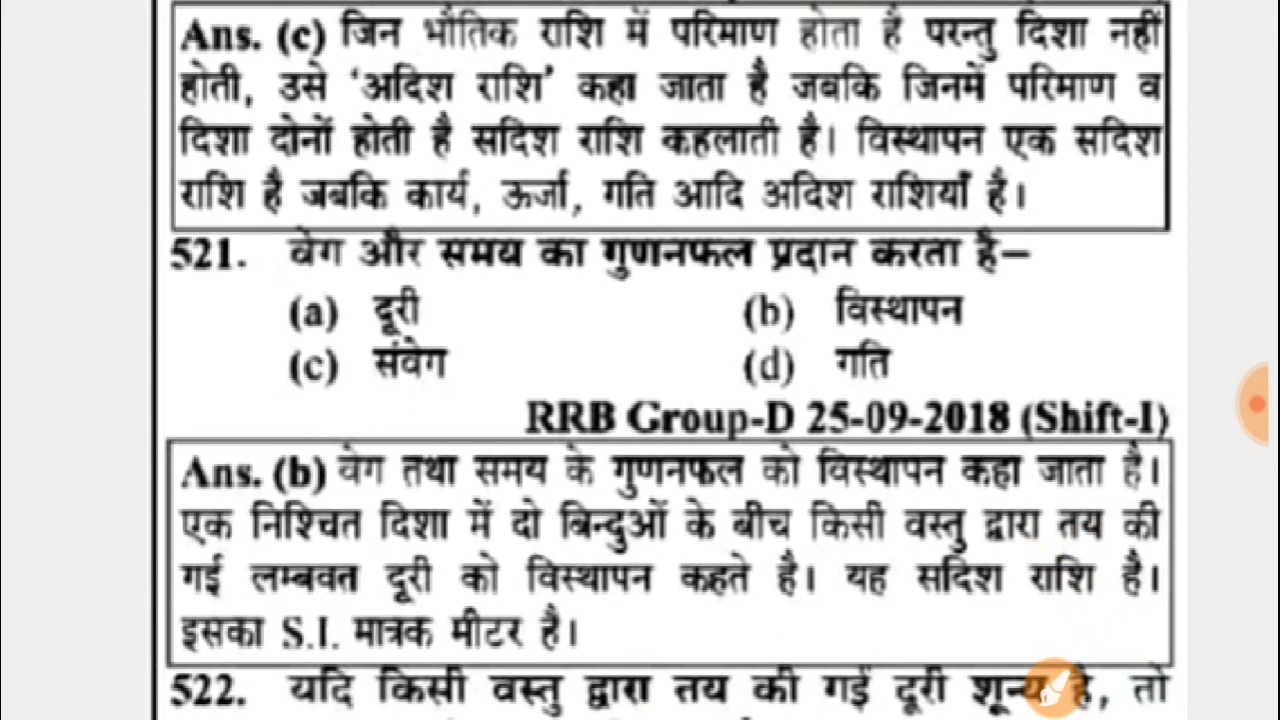 Ans. (c) जिन भौतिक राशि में परिमाण होता है परन्तु दिशा नहीं
होती, उसे ‘अदिश राशि’ कहा जाता है जबकि जिनमें परिमाण व
दिशा दोनों होती है सदिश राशि कहलाती है। विस्थापन एक सदिश
राशि है जबकि कार्य, ऊर्जा, गति आदि अदिश राशियाँ है।
521. वेग और समय का गुणनफल प्रदान करता है–
(a) दूरी (b) विस्थापन
(c) संवेग (d) गति
RRB Group-D 25-09-2018 (Shift-I)
Ans. (b) वेग तथा समय के गुणनफल को विस्थापन कहा जाता है।
एक निश्चित दिशा में दो बिन्दुओं के बीच किसी वस्तु द्वारा तय की
गई लम्बवत दूरी को विस्थापन कहते है। यह सदिश राशि है।
इसका S.I. मात्रक मीटर है।
522. यदि किसी वस्तु द्वारा तय की गई दूरी शून्य है, तो